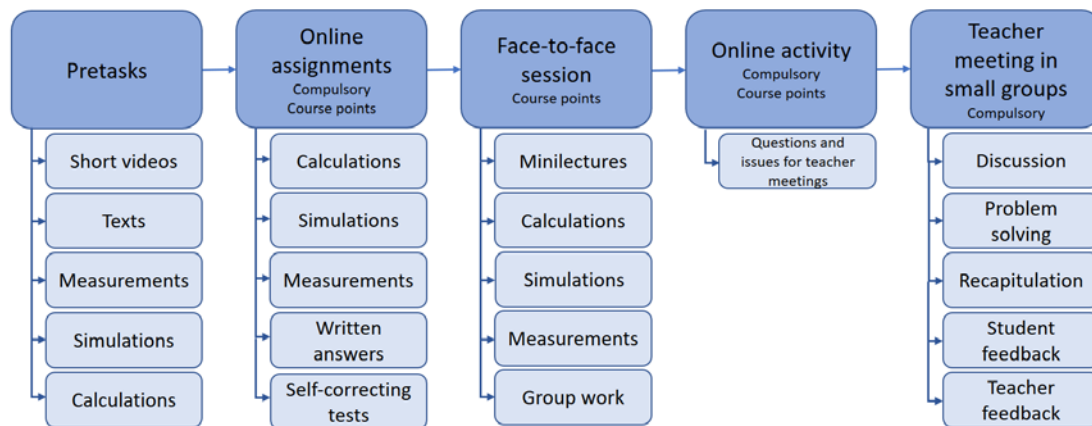 Pretasks
Short videos
Texts
Measurements
Simulations
Calculations
Online
assignments
Compulsory
Course points
Calculations
Simulations
Measurements
Written
answers
Self-correcting
tests
Face-to-face
session
Course points
Minilectures
Calculations
Simulations
Measurements
Group work
Online activity
Compulsory
Course points
Questions and
issues for teacher
meetings
Teacher
meeting in
small groups
Compulsory
Discussion
Problem
solving
Recapitulation
Student
feedback
Teacher
feedback